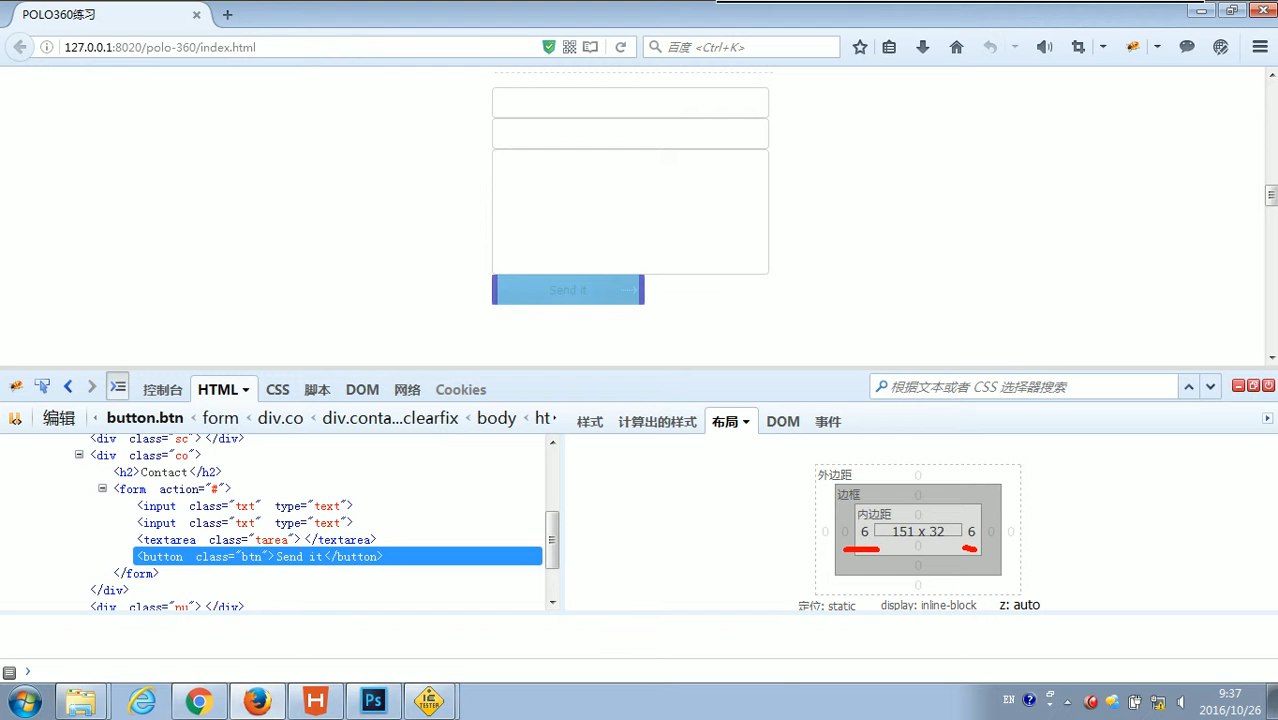 POLO360练习
127.0.0.1:8020/polo-360/index.html
百度 <Ctrl+K>
Send it
控制台 HTML CSS 脚本 DOM 网络 Cookies
根据文本或者 CSS 选择器搜索
编辑 button.btn < form < div.co < div.conta...clearfix < body < ht
样式 计算出的样式 布局 DOM 事件
<div class="sc"></div>
<div class="co">
<h2>Contact</h2>
<form action="#">
<input class="txt" type="text">
<input class="txt" type="text">
<textarea class="tarea"></textarea>
<button class="btn">Send it</button>
</form>
</div>
<div class="nu"></div>
外边距 0
边框 0
内边距 0
0 0 6 151 x 32 6 0 0
0
0
0
定位: static display: inline-block z: auto
EN
9:37
2016/10/26